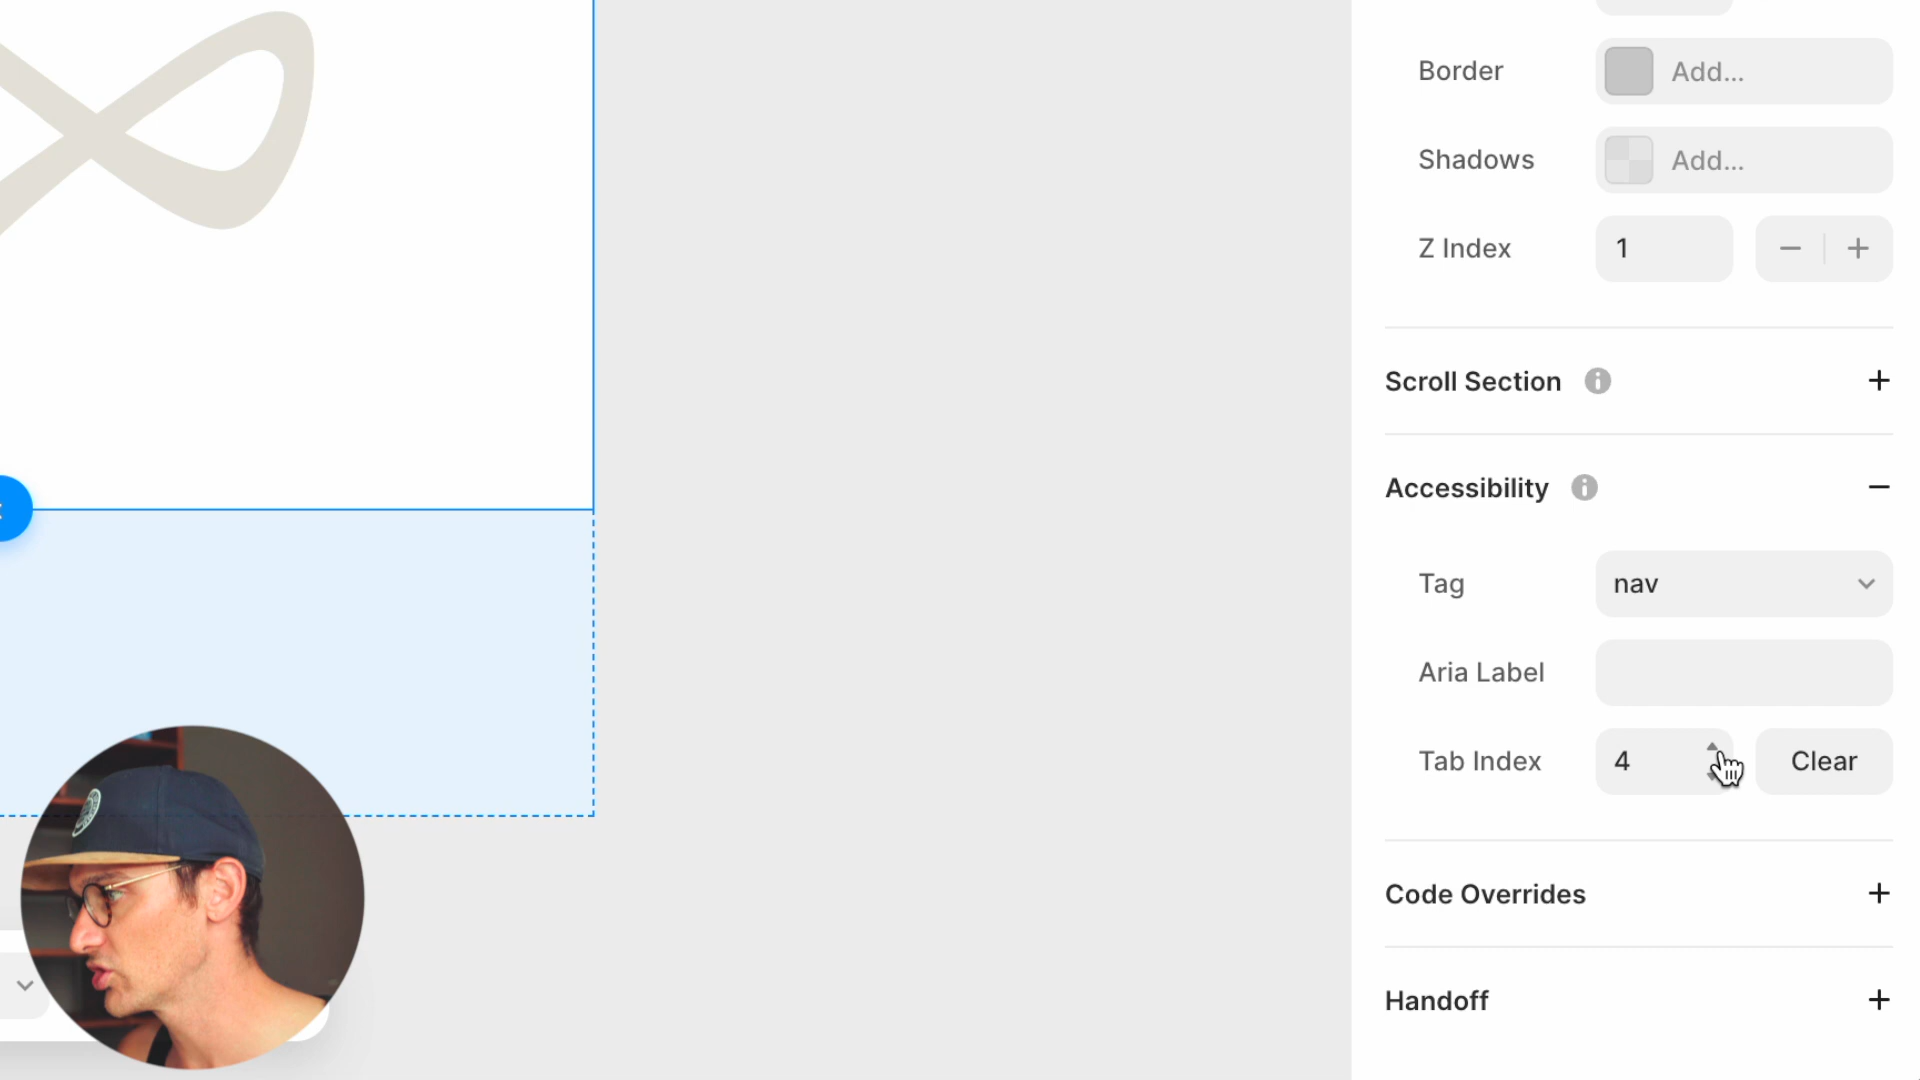 Border Add...
Shadows Add...
Z Index 1
Scroll Section
Accessibility
Tag nav
Aria Label
Tab Index 4 Clear
Code Overrides
Handoff